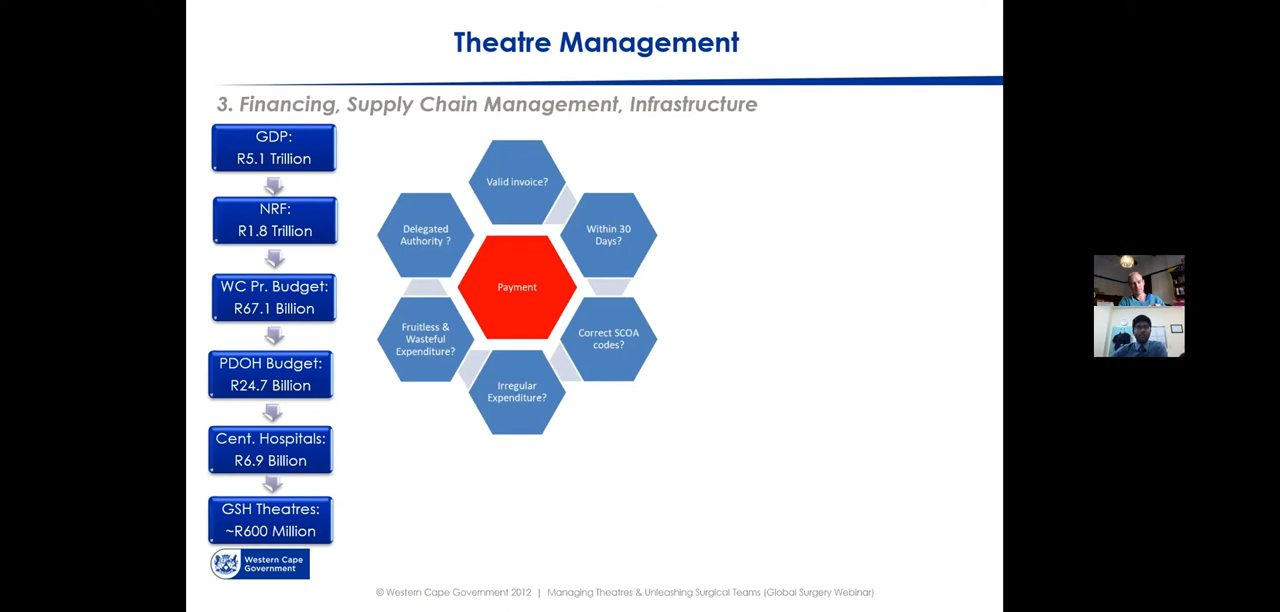 Theatre Management
3. Financing, Supply Chain Management, Infrastructure
GDP:
R5.1 Trillion
NRF:
R1.8 Trillion
WC Pr. Budget:
R67.1 Billion
PDOH Budget:
R24.7 Billion
Cent. Hospitals:
R6.9 Billion
GSH Theatres:
~R600 Million
Valid invoice?
Within 30
Days?
Correct SCOA
codes?
Irregular
Expenditure?
Fruitless &
Wasteful
Expenditure?
Delegated
Authority ?
Payment
Western Cape
Government
© Western Cape Government 2012 | Managing Theatres & Unleashing Surgical Teams (Global Surgery Webinar)